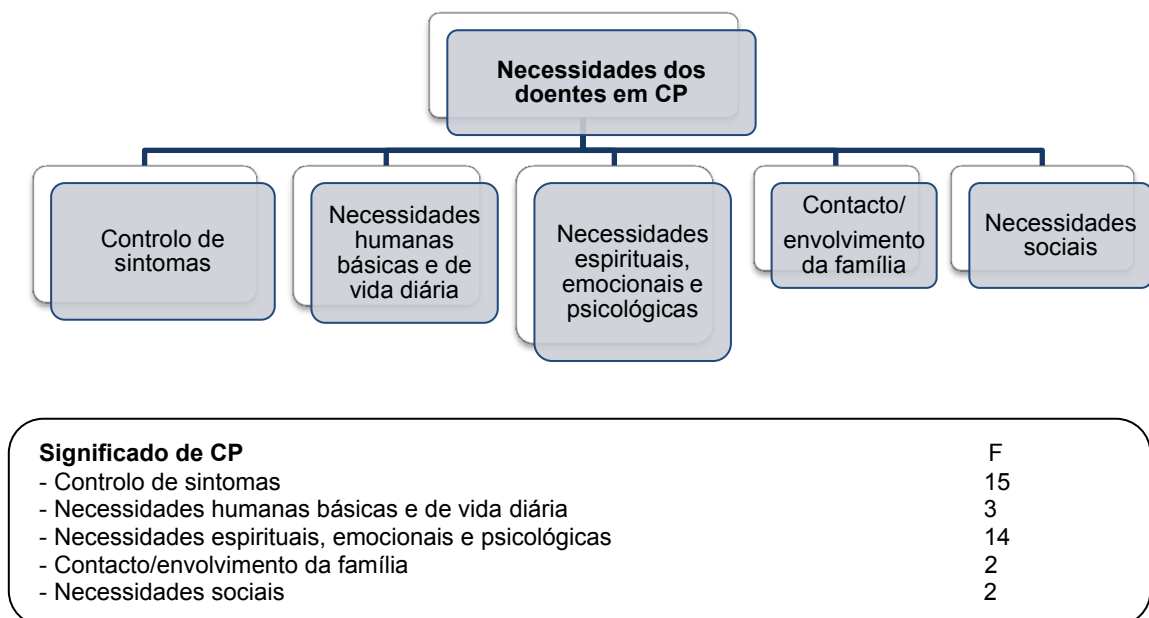 Necessidades dos
doentes em CP
Controlo de
sintomas
Necessidades
humanas
básicas e de
vida diária
Necessidades
espirituais,
emocionais e
psicológicas
Contacto/
envolvimento
da família
Necessidades
sociais
Significado de CP F
- Controlo de sintomas 15
- Necessidades humanas básicas e de vida diária 3
- Necessidades espirituais, emocionais e psicológicas 14
- Contacto/envolvimento da família 2
- Necessidades sociais 2